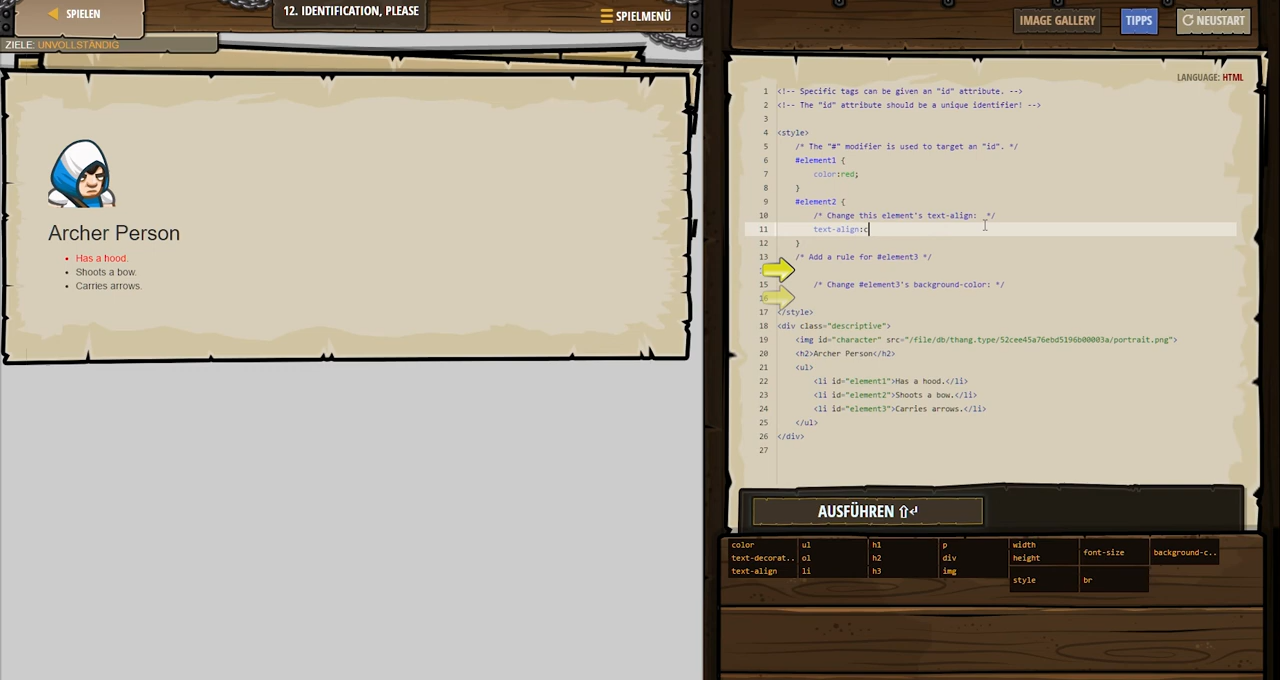 SPIELEN
12. IDENTIFICATION, PLEASE
SPIELMENÜ
ZIELE: UNVOLLSTÄNDIG
Archer Person
Has a hood.
Shoots a bow.
Carries arrows.
IMAGE GALLERY
TIPPS
NEUSTART
LANGUAGE: HTML
1 <!-- Specific tags can be given an "id" attribute. -->
2 <!-- The "id" attribute should be a unique identifier! -->
3
4 <style>
5 /* The "#" modifier is used to target an "id". */
6 #element1 {
7 color:red;
8 }
9 #element2 {
10 /* Change this element's text-align: */
11 text-align:c
12 }
13 /* Add a rule for #element3 */
15 /* Change #element3's background-color: */
16
17 </style>
18 <div class="descriptive">
19 <img id="character" src="/file/db/thang.type/52cee45a76ebd5196b00003a/portrait.png">
20 <h2>Archer Person</h2>
21 <ul>
22 <li id="element1">Has a hood.</li>
23 <li id="element2">Shoots a bow.</li>
24 <li id="element3">Carries arrows.</li>
25 </ul>
26 </div>
27
AUSFÜHREN ⇧↵
color ul h1 p width
text-decorat.. ol h2 div height font-size background-c..
text-align li h3 img
style br